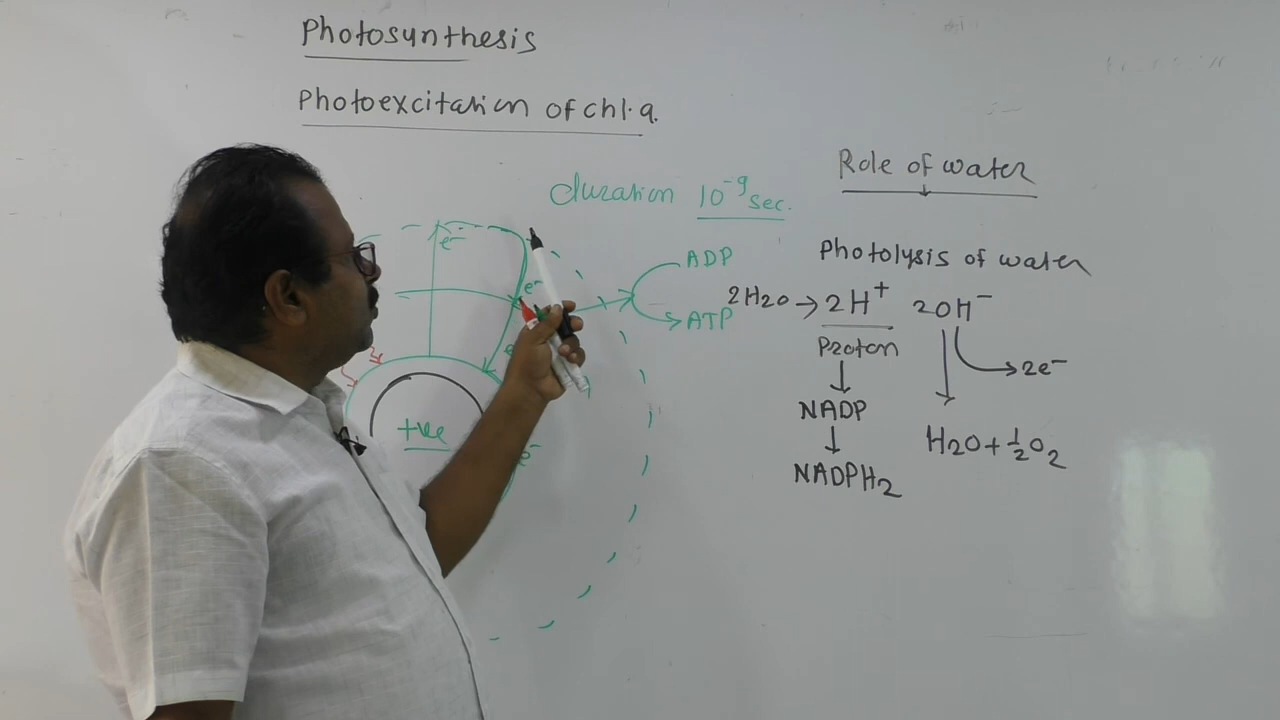 Photosynthesis
Photoexcitation of chl.a.
duration 10⁻⁹ sec.
e⁻
e⁻
ADP
ATP
+ve
e⁻
Role of water
Photolysis of water
2H2O → 2H⁺ 2OH⁻
Proton
→ 2e⁻
NADP
H2O + ½O2
NADPH2